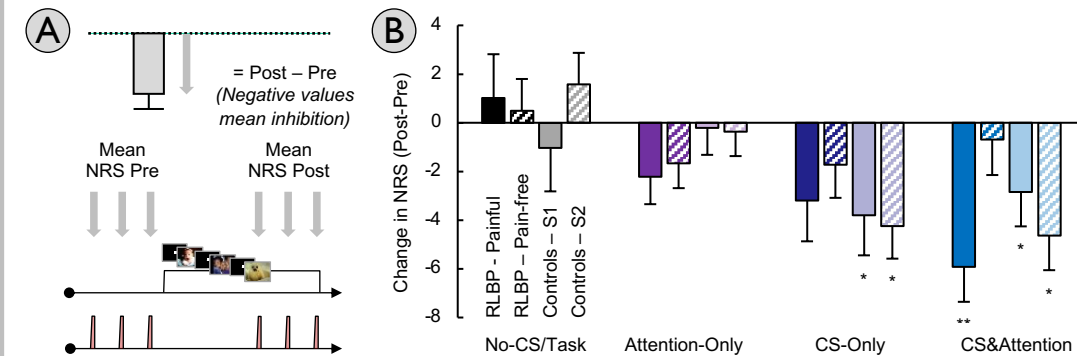 A
= Post – Pre
(Negative values
mean inhibition)
Mean
NRS Pre
Mean
NRS Post
B
Change in NRS (Post-Pre)
4
2
0
-2
-4
-6
-8
RLBP - Painful
RLBP – Pain-free
Controls – S1
Controls – S2
*
*
**
*
*
No-CS/Task
Attention-Only
CS-Only
CS&Attention